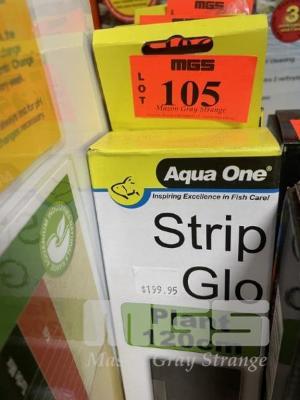 MGS
LOT
105
Mason Gray Strange
Aqua One®
Inspiring Excellence in Fish Care!
Strip
Glo
$199.95
Plant
120cm
MGS
Mason Gray Strange